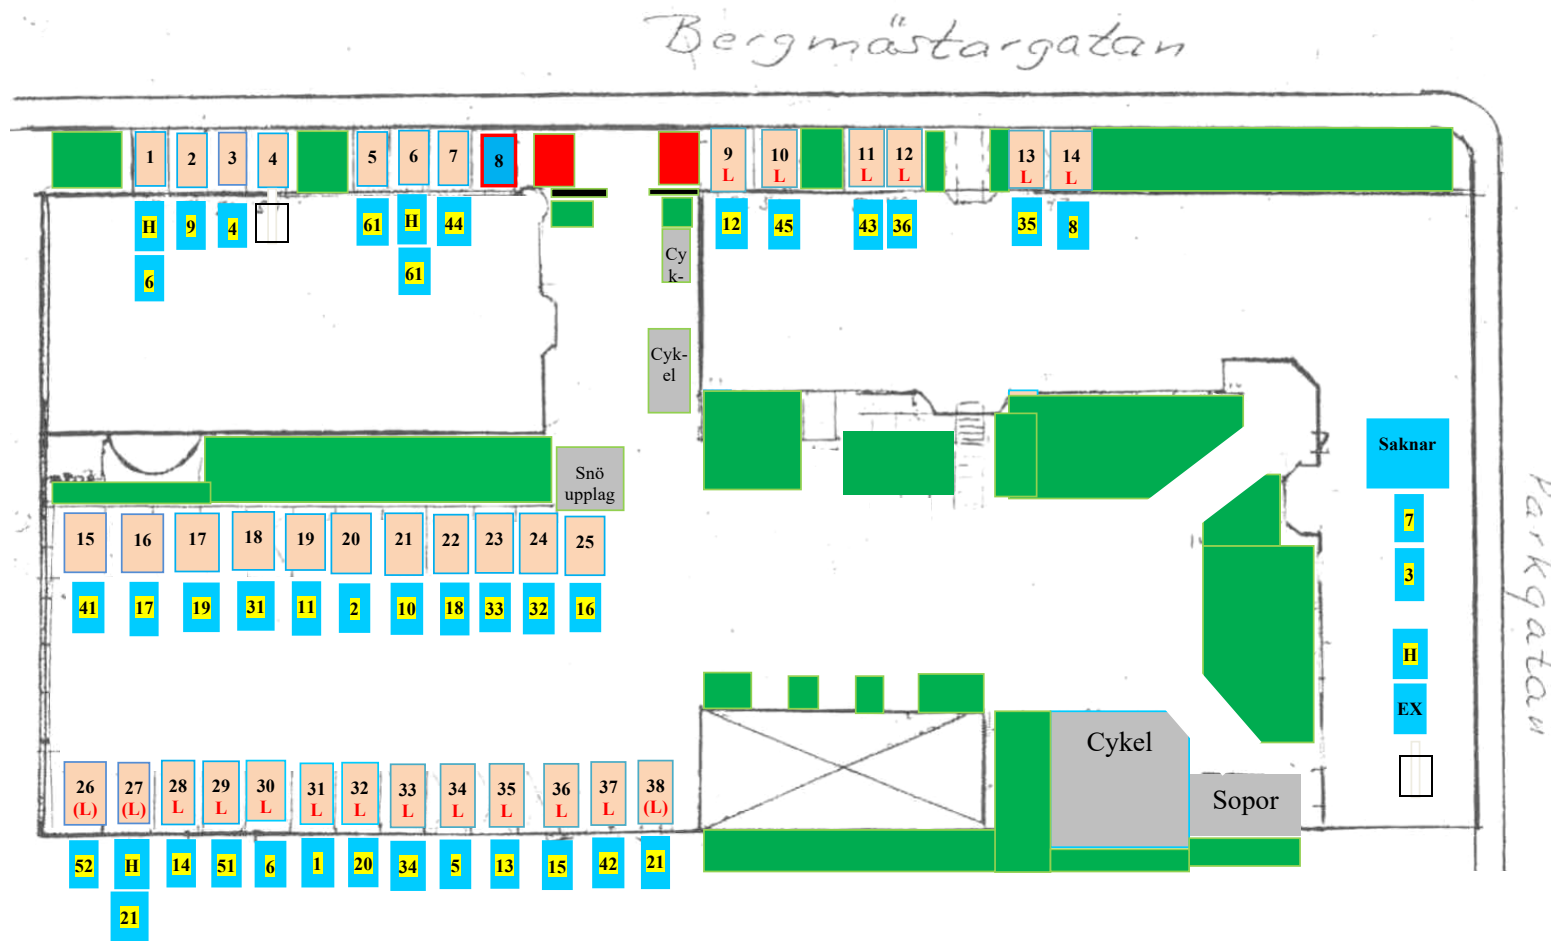 Bergmästargatan
1 2 3 4 5 6 7 8 9 10 11 12 13 14
L L L L L L
H 9 4 61 H 44 12 45 43 36 35 8
6 61
Cy
k-
Cyk-
el
Snö
upplag
Saknar
7
3
H
EX
Parkgatan
15 16 17 18 19 20 21 22 23 24 25
41 17 19 31 11 2 10 18 33 32 16
26 27 28 29 30 31 32 33 34 35 36 37 38
(L) (L) L L L L L L L L L L (L)
52 H 14 51 6 1 20 34 5 13 15 42 21
21
Cykel
Sopor